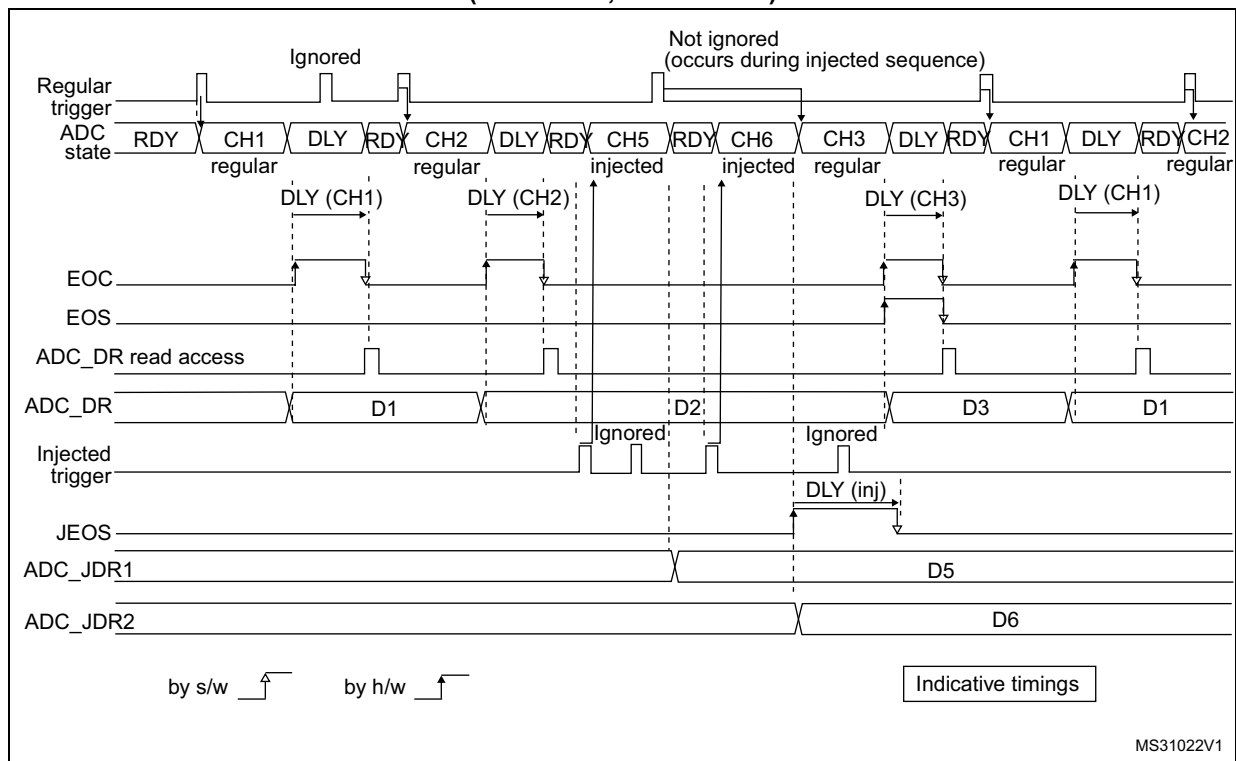 Regular trigger
Ignored
Not ignored
(occurs during injected sequence)
ADC state
RDY CH1 DLY RDY CH2 DLY RDY CH5 RDY CH6 CH3 DLY RDY CH1 DLY RDY CH2
regular regular injected injected regular regular regular
DLY (CH1) DLY (CH2) DLY (CH3) DLY (CH1)
EOC
EOS
ADC_DR read access
ADC_DR D1 D2 D3 D1
Injected trigger
Ignored Ignored
DLY (inj)
JEOS
ADC_JDR1 D5
ADC_JDR2 D6
by s/w by h/w
Indicative timings
MS31022V1